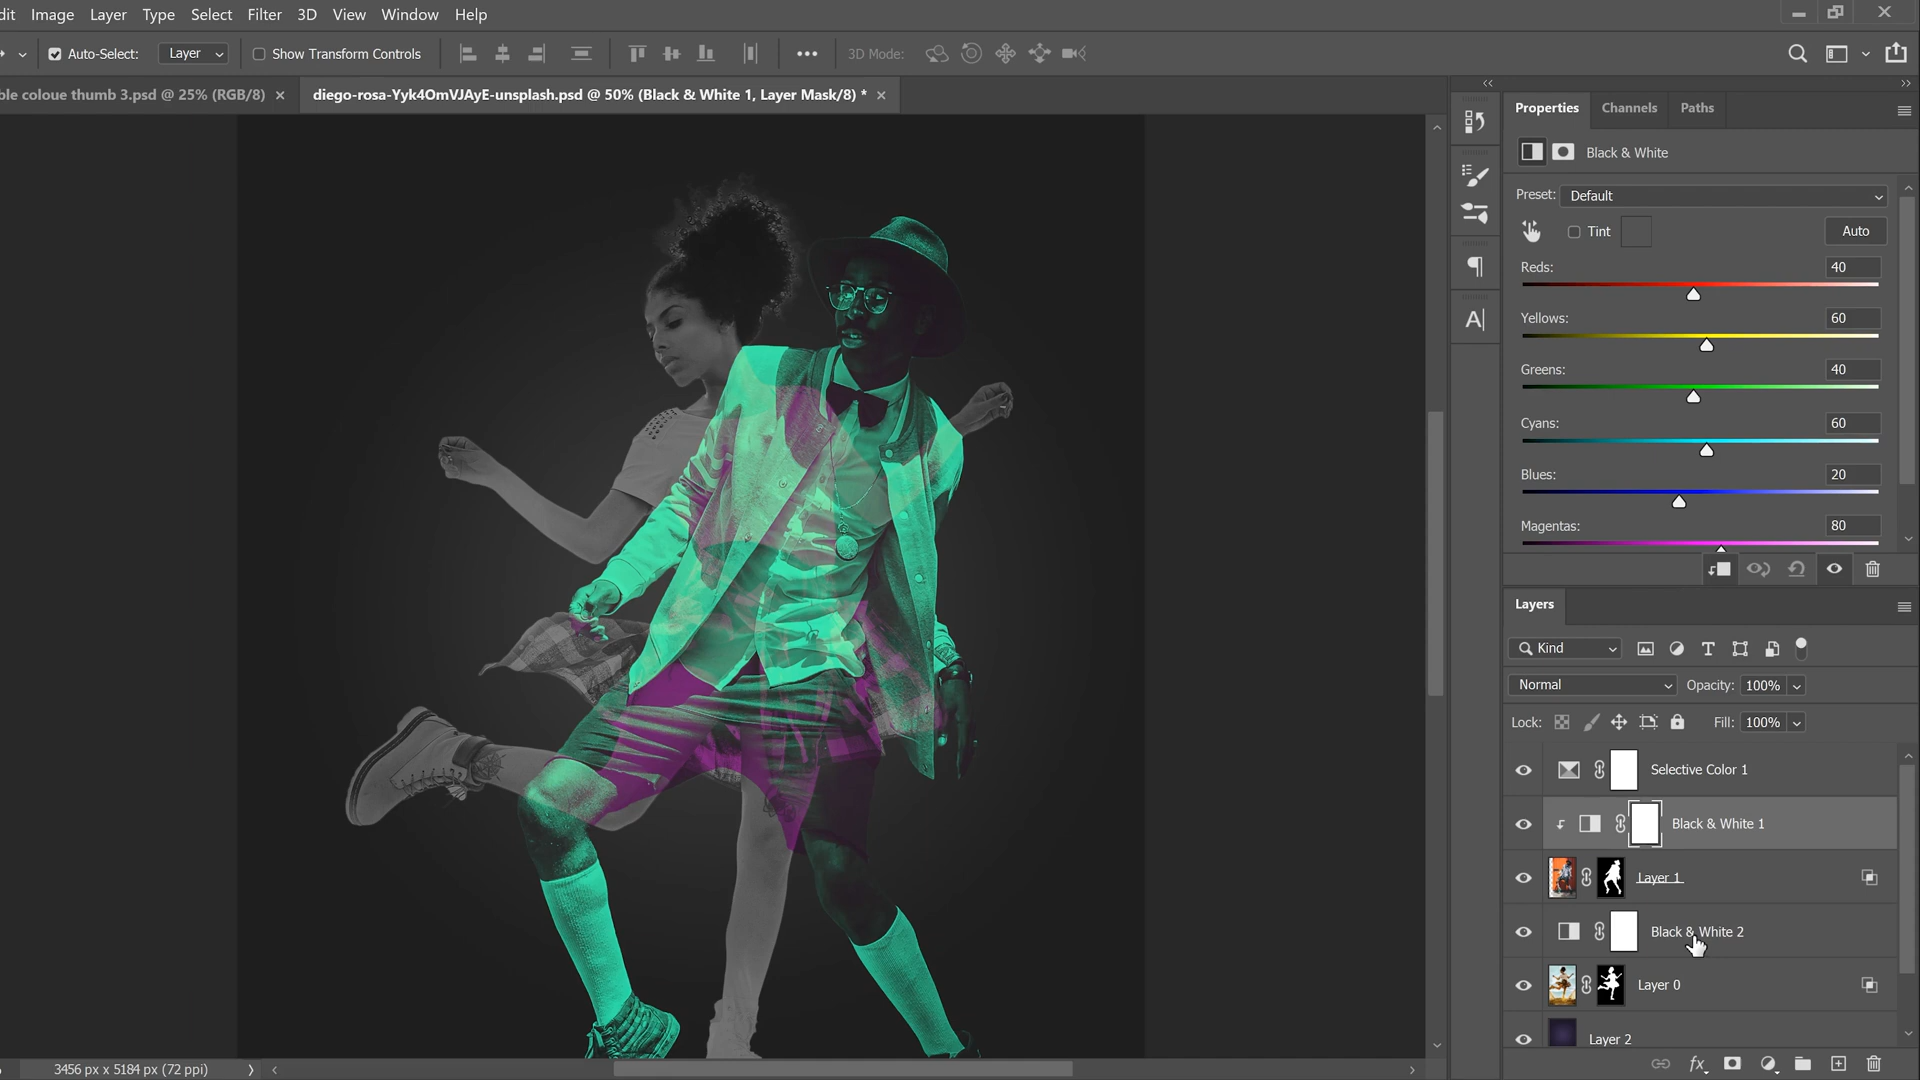 dit Image Layer Type Select Filter 3D View Window Help
Auto-Select: Layer Show Transform Controls 3D Mode:
ble coloue thumb 3.psd @ 25% (RGB/8) × diego-rosa-Yyk4OmVJAyE-unsplash.psd @ 50% (Black & White 1, Layer Mask/8) * ×
Properties Channels Paths
Black & White
Preset: Default
Tint Auto
Reds: 40
Yellows: 60
Greens: 40
Cyans: 60
Blues: 20
Magentas: 80
Layers
Kind
Normal Opacity: 100%
Lock: Fill: 100%
Selective Color 1
Black & White 1
Layer 1
Black & White 2
Layer 0
Layer 2
3456 px x 5184 px (72 ppi)